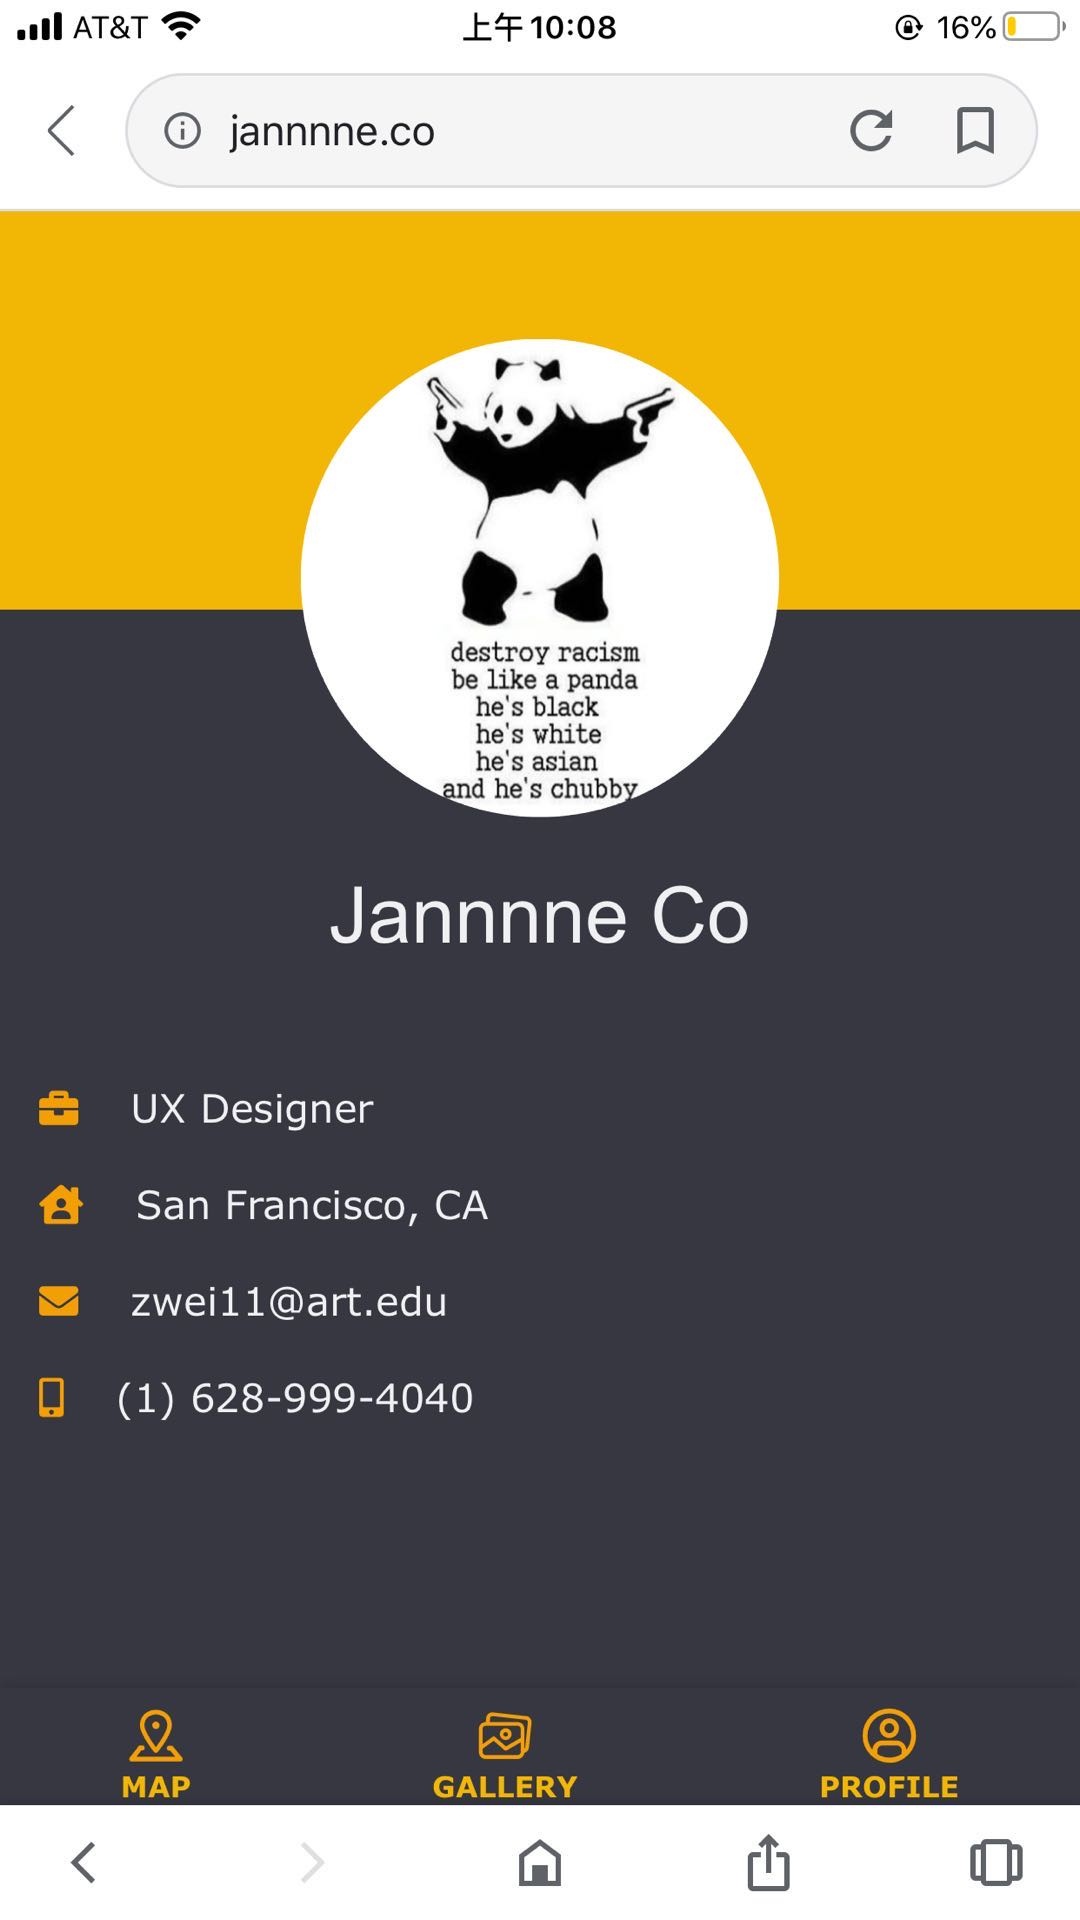 AT&T 上午10:08 16%
jannnne.co
destroy racism
be like a panda
he's black
he's white
he's asian
and he's chubby
Jannnne Co
UX Designer
San Francisco, CA
zwei11@art.edu
(1) 628-999-4040
MAP GALLERY PROFILE